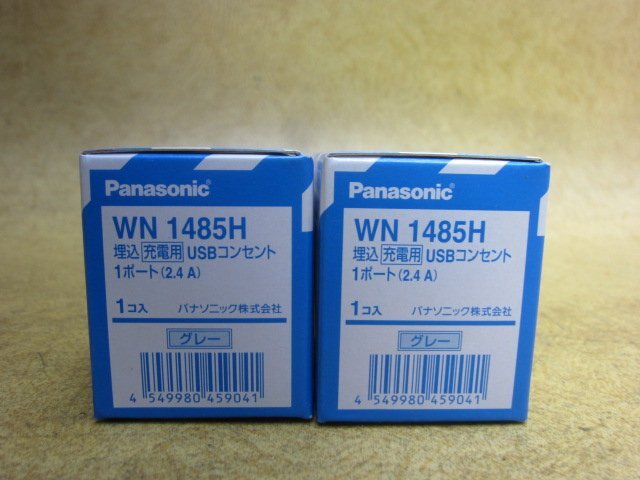 Panasonic
WN 1485H
埋込 充電用 USBコンセント
1ポート(2.4 A)
1コ入 パナソニック株式会社
グレー
4 549980 459041
Panasonic
WN 1485H
埋込 充電用 USBコンセント
1ポート(2.4 A)
1コ入 パナソニック株式会社
グレー
4 549980 459041